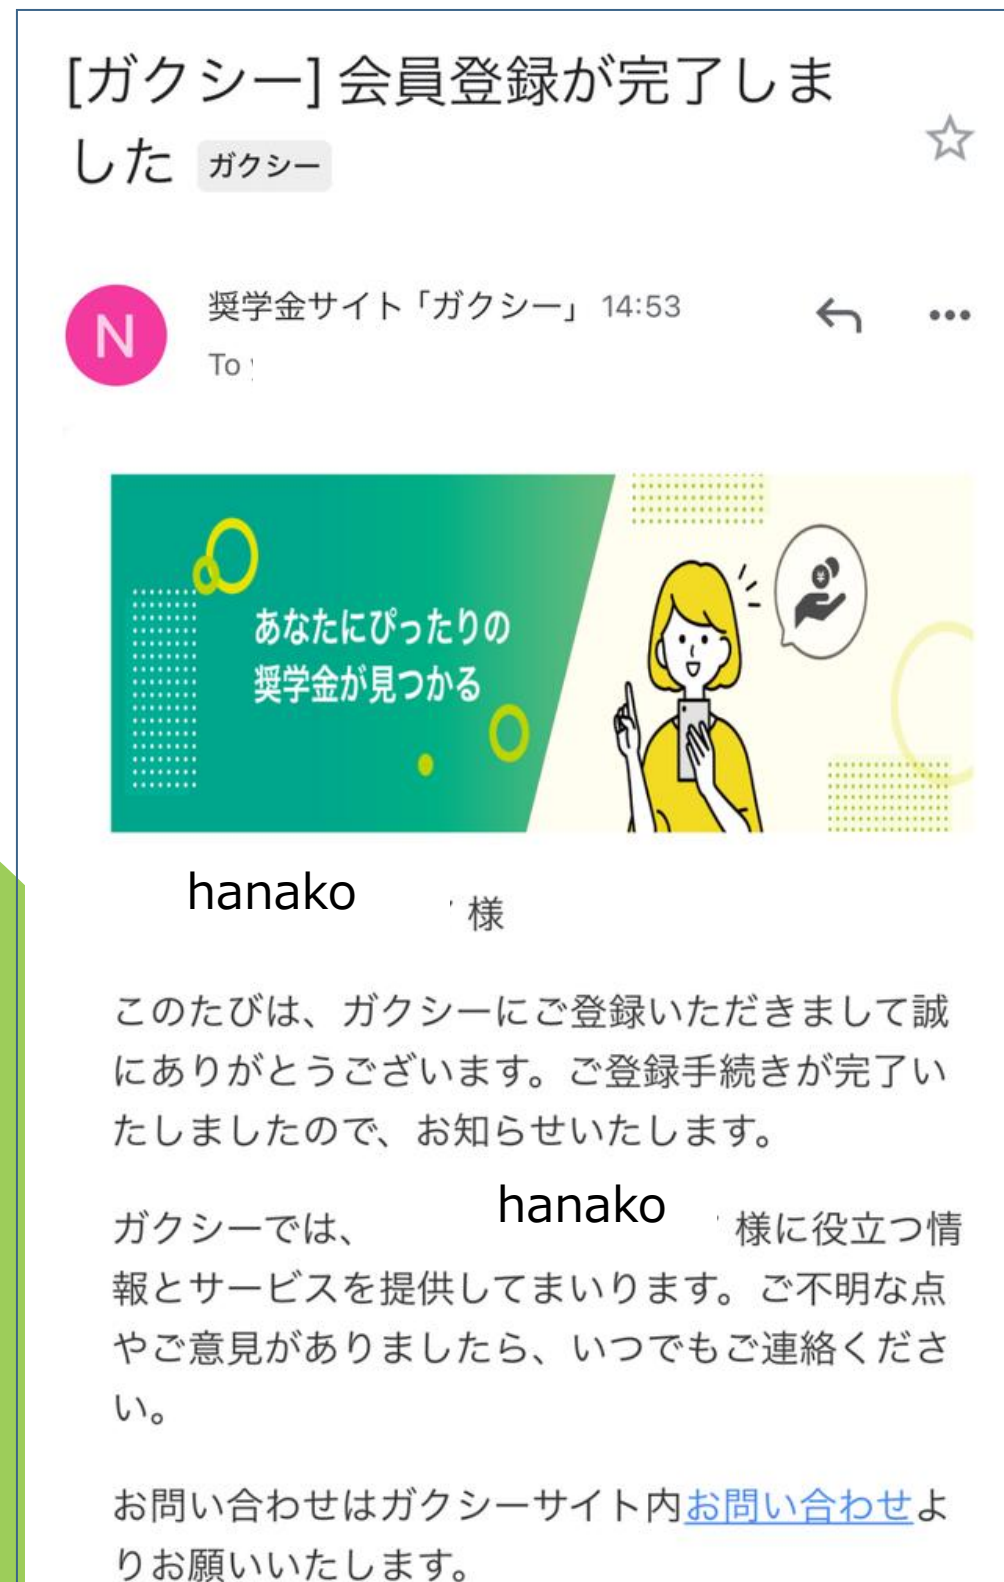 [ガクシー] 会員登録が完了しま
した ガクシー
N
奨学金サイト「ガクシー」 14:53
To
あなたにぴったりの
奨学金が見つかる
¥
hanako 様
このたびは、ガクシーにご登録いただきまして誠
にありがとうございます。ご登録手続きが完了い
たしましたので、お知らせいたします。
ガクシーでは、 hanako 様に役立つ情
報とサービスを提供してまいります。ご不明な点
やご意見がありましたら、いつでもご連絡くださ
い。
お問い合わせはガクシーサイト内お問い合わせよ
りお願いいたします。